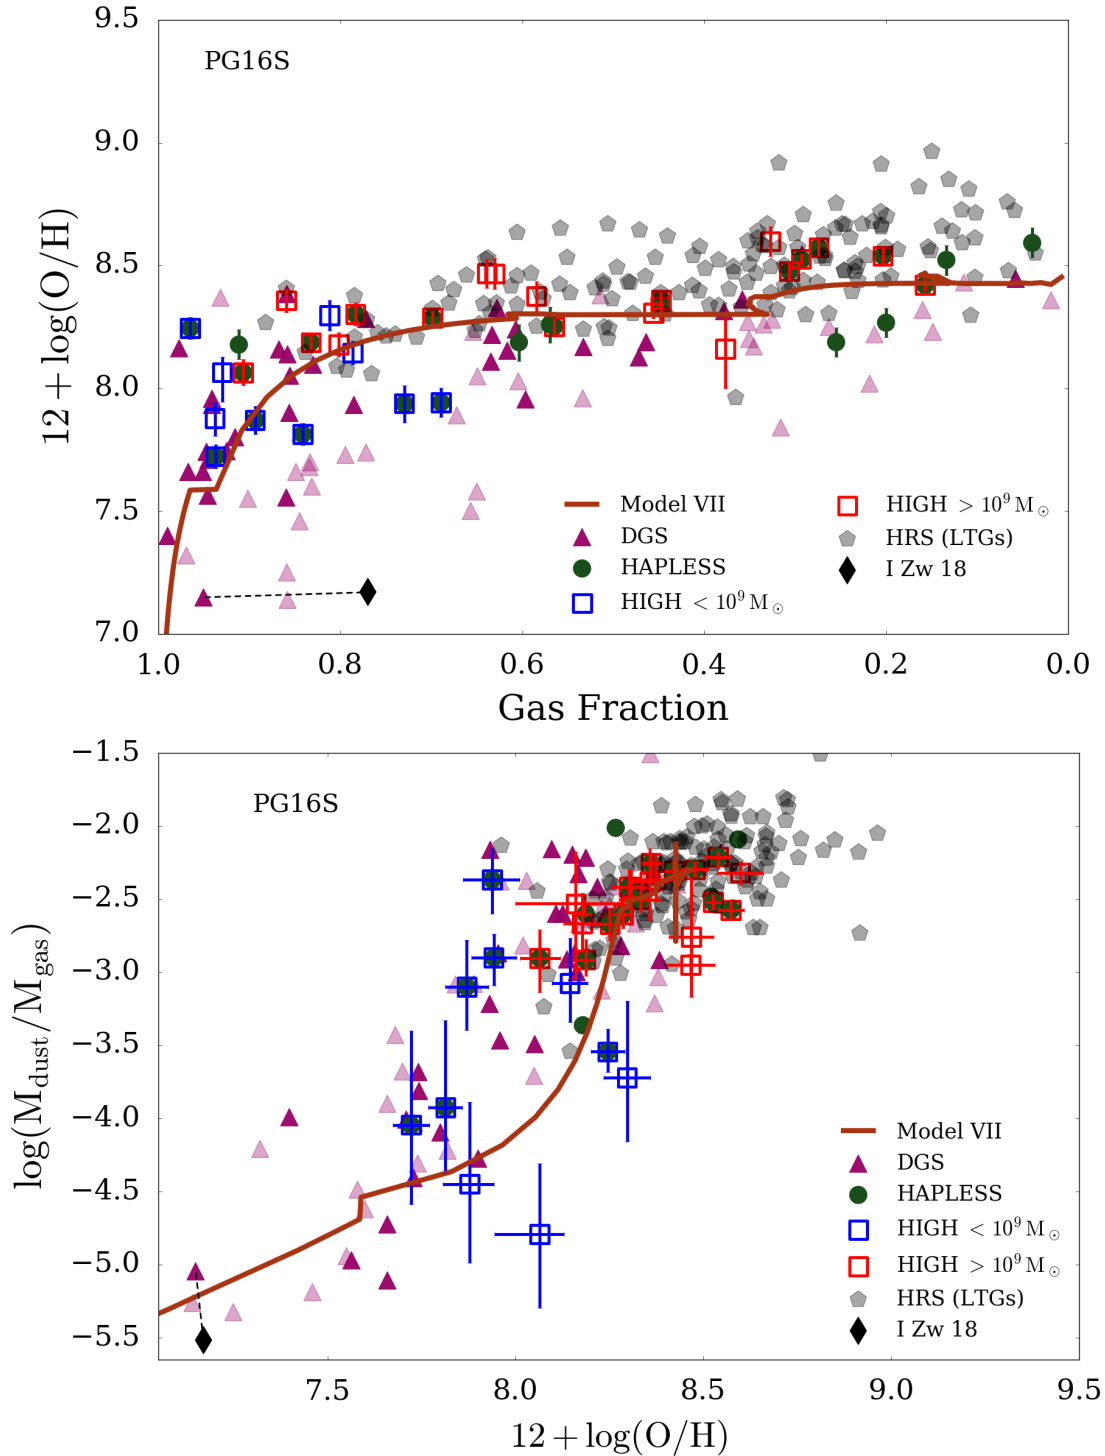 9.5
PG16S
9.0
8.5
8.0
7.5
7.0
12 + log(O/H)
Model VII
DGS
HAPLESS
HIGH < 10⁹ M☉
HIGH > 10⁹ M☉
HRS (LTGs)
I Zw 18
1.0 0.8 0.6 0.4 0.2 0.0
Gas Fraction
−1.5
PG16S
−2.0
−2.5
−3.0
−3.5
−4.0
−4.5
−5.0
−5.5
log(M_dust/M_gas)
Model VII
DGS
HAPLESS
HIGH < 10⁹ M☉
HIGH > 10⁹ M☉
HRS (LTGs)
I Zw 18
7.5 8.0 8.5 9.0 9.5
12 + log(O/H)